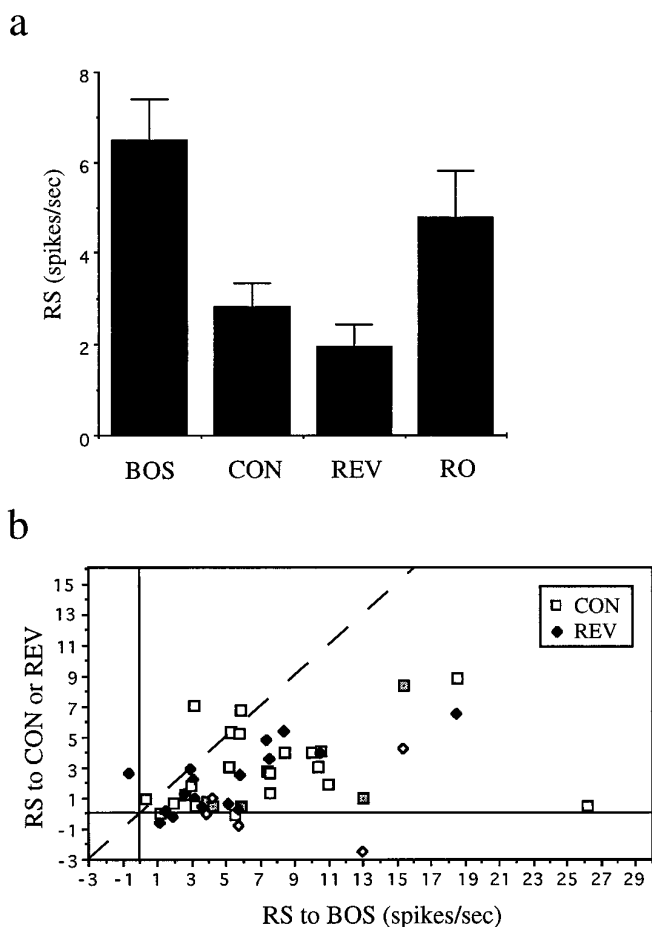 a
8
6
4
2
0
RS (spikes/sec)
BOS CON REV RO
b
15
13
11
9
7
5
3
1
-1
-3
RS to CON or REV
CON
REV
-3 -1 1 3 5 7 9 11 13 15 17 19 21 23 25 27 29
RS to BOS (spikes/sec)